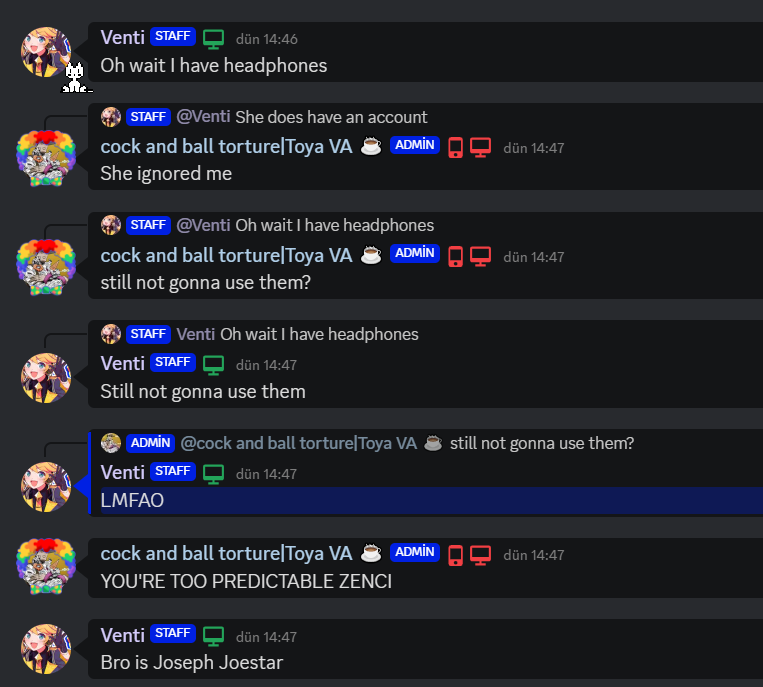 Venti STAFF dün 14:46
Oh wait I have headphones
STAFF @Venti She does have an account
cock and ball torture|Toya VA ☕ ADMİN dün 14:47
She ignored me
STAFF @Venti Oh wait I have headphones
cock and ball torture|Toya VA ☕ ADMİN dün 14:47
still not gonna use them?
STAFF Venti Oh wait I have headphones
Venti STAFF dün 14:47
Still not gonna use them
ADMİN @cock and ball torture|Toya VA ☕ still not gonna use them?
Venti STAFF dün 14:47
LMFAO
cock and ball torture|Toya VA ☕ ADMİN dün 14:47
YOU'RE TOO PREDICTABLE ZENCI
Venti STAFF dün 14:47
Bro is Joseph Joestar